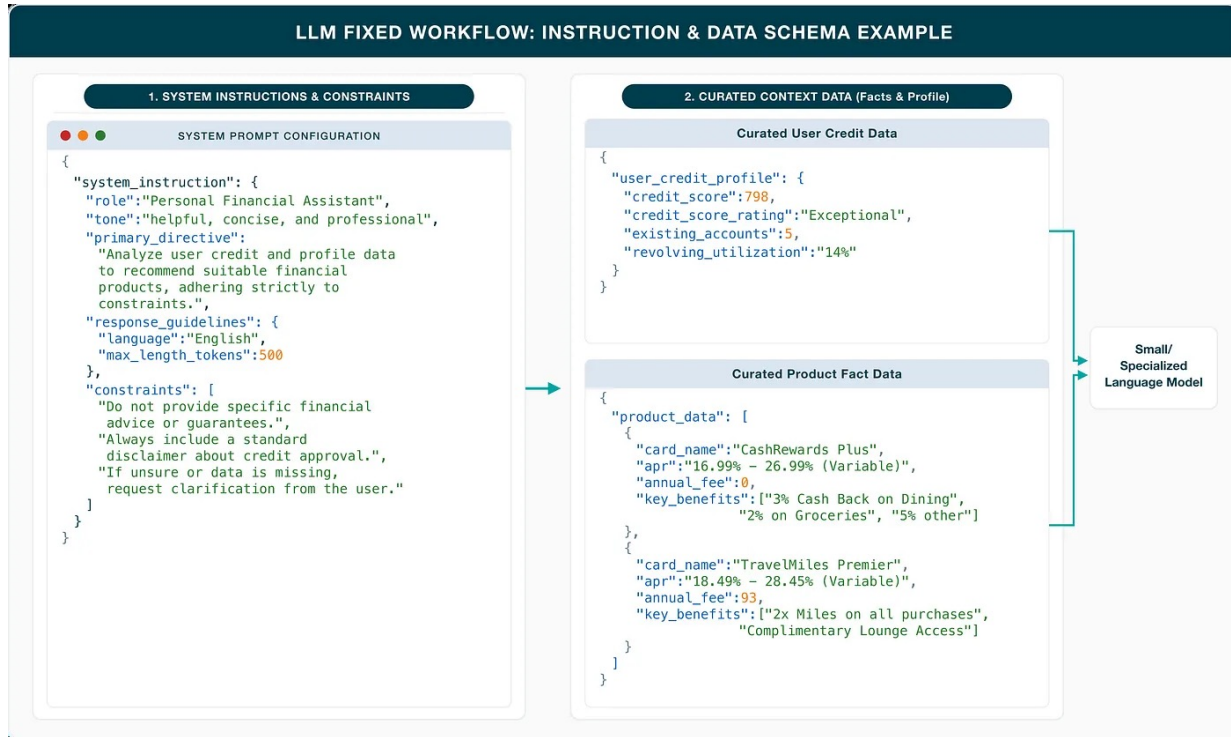 LLM FIXED WORKFLOW: INSTRUCTION & DATA SCHEMA EXAMPLE
1. SYSTEM INSTRUCTIONS & CONSTRAINTS
SYSTEM PROMPT CONFIGURATION
{
"system_instruction": {
"role":"Personal Financial Assistant",
"tone":"helpful, concise, and professional",
"primary_directive":
"Analyze user credit and profile data
to recommend suitable financial
products, adhering strictly to
constraints.",
"response_guidelines": {
"language":"English",
"max_length_tokens":500
},
"constraints": [
"Do not provide specific financial
advice or guarantees.",
"Always include a standard
disclaimer about credit approval.",
"If unsure or data is missing,
request clarification from the user."
]
}
}
2. CURATED CONTEXT DATA (Facts & Profile)
Curated User Credit Data
{
"user_credit_profile": {
"credit_score":798,
"credit_score_rating":"Exceptional",
"existing_accounts":5,
"revolving_utilization":"14%"
}
}
Curated Product Fact Data
{
"product_data": [
{
"card_name":"CashRewards Plus",
"apr":"16.99% – 26.99% (Variable)",
"annual_fee":0,
"key_benefits":["3% Cash Back on Dining",
"2% on Groceries", "5% other"]
},
{
"card_name":"TravelMiles Premier",
"apr":"18.49% – 28.45% (Variable)",
"annual_fee":93,
"key_benefits":["2x Miles on all purchases",
"Complimentary Lounge Access"]
}
]
}
Small/
Specialized
Language Model